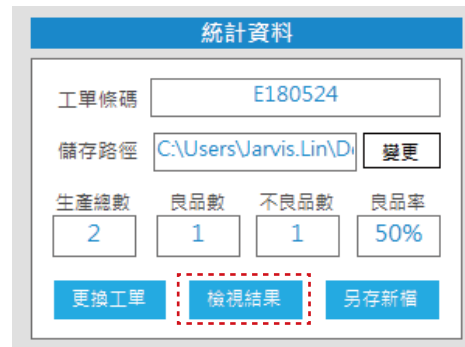 統計資料
工單條碼 E180524
儲存路徑 C:\Users\Jarvis.Lin\D 變更
生產總數 良品數 不良品數 良品率
2 1 1 50%
更換工單 檢視結果 另存新檔